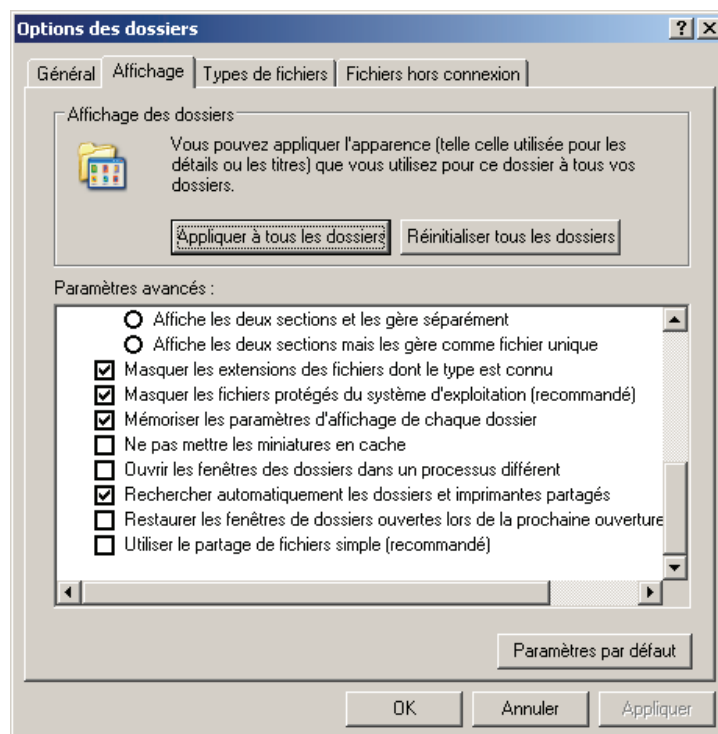 Options des dossiers
Général
Affichage
Types de fichiers
Fichiers hors connexion
Affichage des dossiers
Vous pouvez appliquer l'apparence (telle celle utilisée pour les
détails ou les titres) que vous utilisez pour ce dossier à tous vos
dossiers.
Appliquer à tous les dossiers
Réinitialiser tous les dossiers
Paramètres avancés :
Affiche les deux sections et les gère séparément
Affiche les deux sections mais les gère comme fichier unique
Masquer les extensions des fichiers dont le type est connu
Masquer les fichiers protégés du système d'exploitation (recommandé)
Mémoriser les paramètres d'affichage de chaque dossier
Ne pas mettre les miniatures en cache
Ouvrir les fenêtres des dossiers dans un processus différent
Rechercher automatiquement les dossiers et imprimantes partagés
Restaurer les fenêtres de dossiers ouvertes lors de la prochaine ouverture
Utiliser le partage de fichiers simple (recommandé)
Paramètres par défaut
OK
Annuler
Appliquer